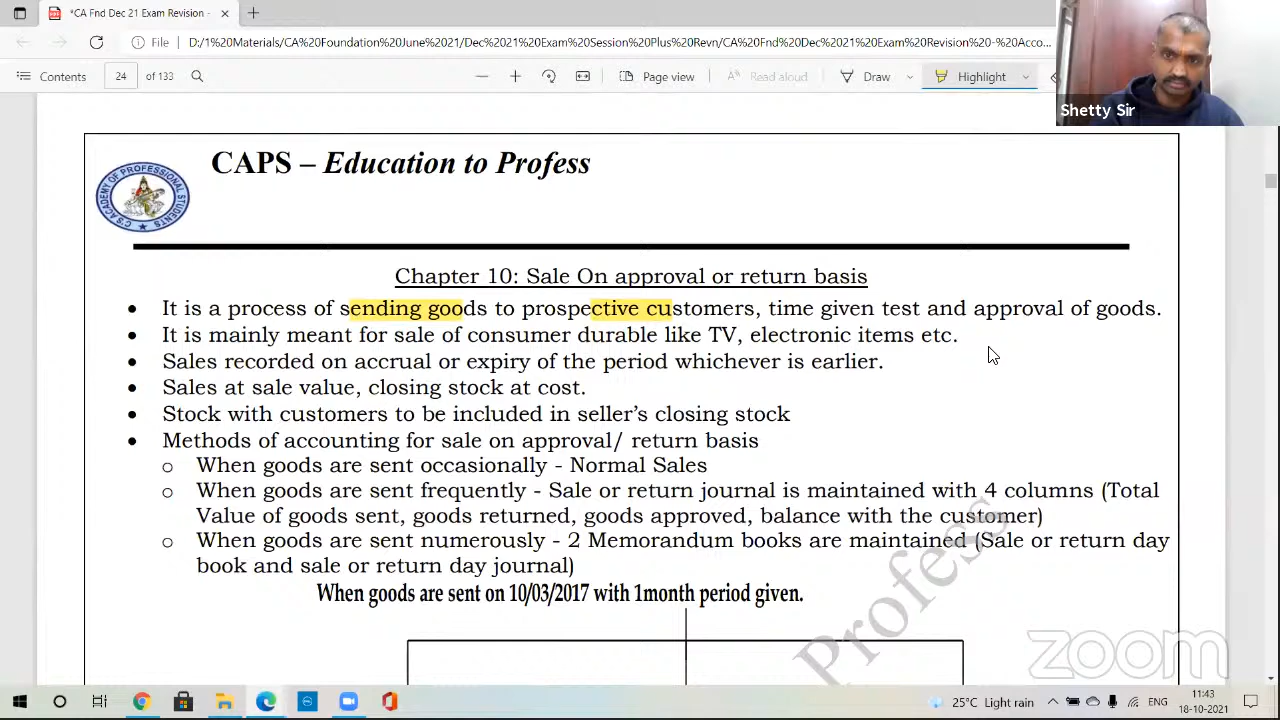 *CA Fnd Dec 21 Exam Revision -
File
D:/1%20Materials/CA%20Foundation%20June%2021/Dec%2021%20Exam%20Session%20Plus%20Revn/CA%20Fnd%20Dec%2021%20Exam%20Revision%20-%20Acco...
Contents
24 of 133
Page view
Read aloud
Draw
Highlight
Shetty Sir
CAPS – Education to Profess
Chapter 10: Sale On approval or return basis
• It is a process of sending goods to prospective customers, time given test and approval of goods.
• It is mainly meant for sale of consumer durable like TV, electronic items etc.
• Sales recorded on accrual or expiry of the period whichever is earlier.
• Sales at sale value, closing stock at cost.
• Stock with customers to be included in seller's closing stock
• Methods of accounting for sale on approval/ return basis
o When goods are sent occasionally - Normal Sales
o When goods are sent frequently - Sale or return journal is maintained with 4 columns (Total
Value of goods sent, goods returned, goods approved, balance with the customer)
o When goods are sent numerously - 2 Memorandum books are maintained (Sale or return day
book and sale or return day journal)
When goods are sent on 10/03/2017 with 1month period given.
Profess
zoom
25°C Light rain
ENG
11:43
18-10-2021